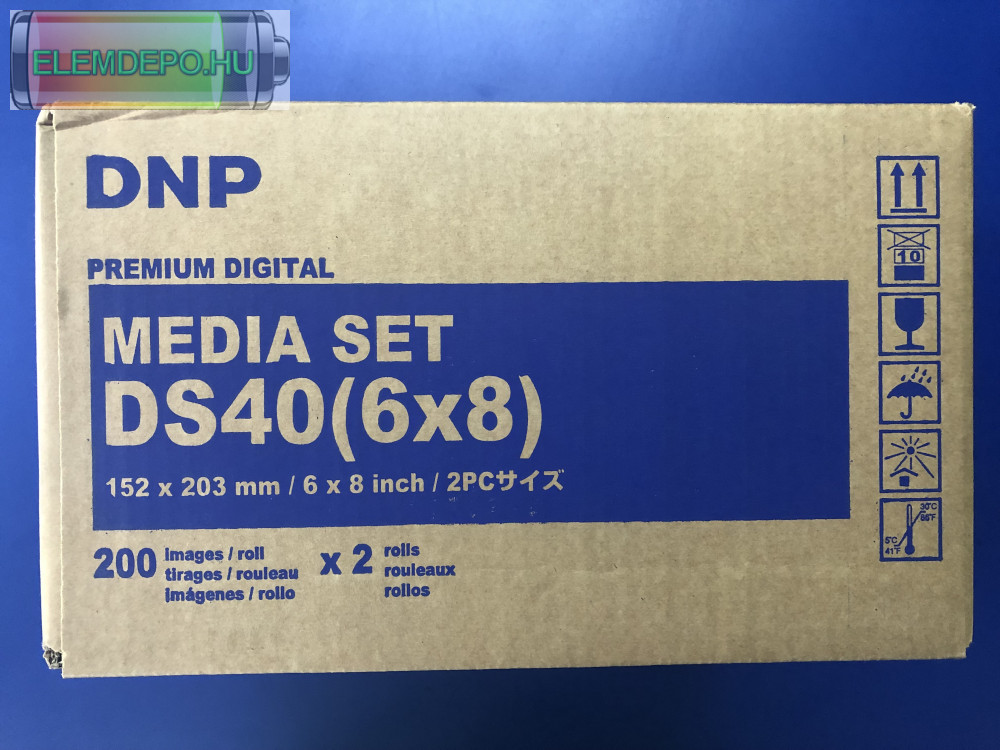 ELEMDEPO.HU
DNP
PREMIUM DIGITAL
MEDIA SET
DS40(6x8)
152 x 203 mm / 6 x 8 inch / 2PCサイズ
200 images / roll x 2 rolls
tirages / rouleau rouleaux
imágenes / rollo rollos
10
30°C
86°F
5°C
41°F